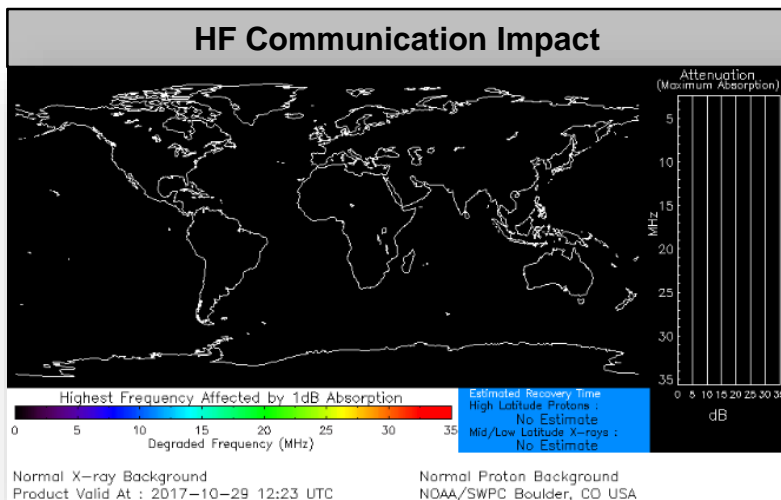 HF Communication Impact
Attenuation
(Maximum Absorption)
5
10
15
20
25
30
35
MHz
0 5 10 15 20 25 30 35
dB
Highest Frequency Affected by 1dB Absorption
0 5 10 15 20 25 30 35
Degraded Frequency (MHz)
Estimated Recovery Time
High Latitude Protons :
No Estimate
Mid/Low Latitude X-rays :
No Estimate
Normal X-ray Background
Product Valid At : 2017-10-29 12:23 UTC
Normal Proton Background
NOAA/SWPC Boulder, CO USA